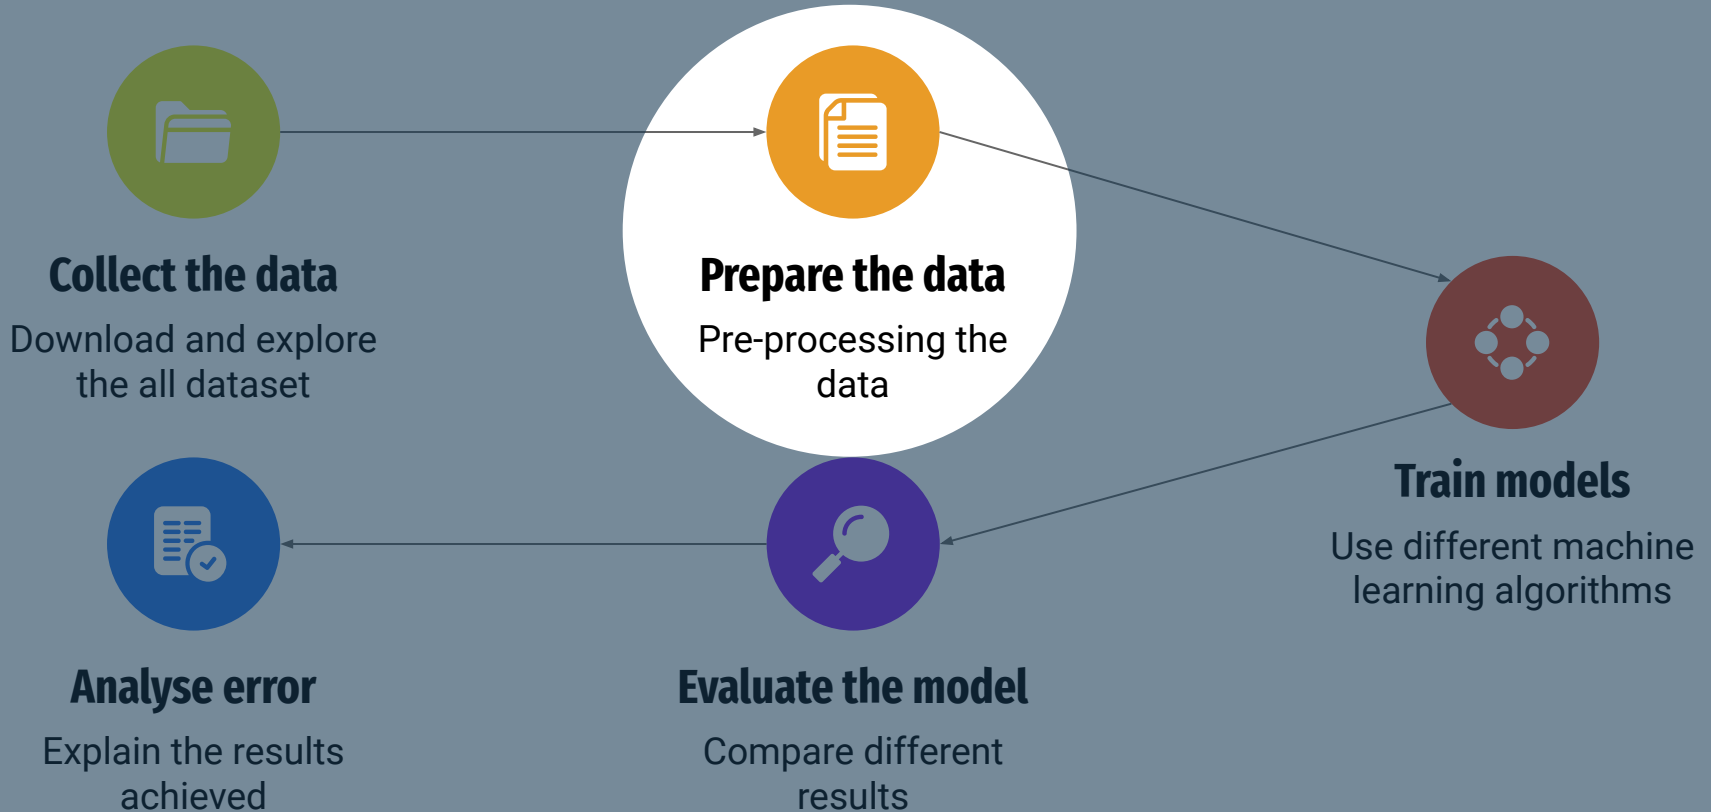 Collect the data
Download and explore
the all dataset
Prepare the data
Pre-processing the
data
Train models
Use different machine
learning algorithms
Evaluate the model
Compare different
results
Analyse error
Explain the results
achieved